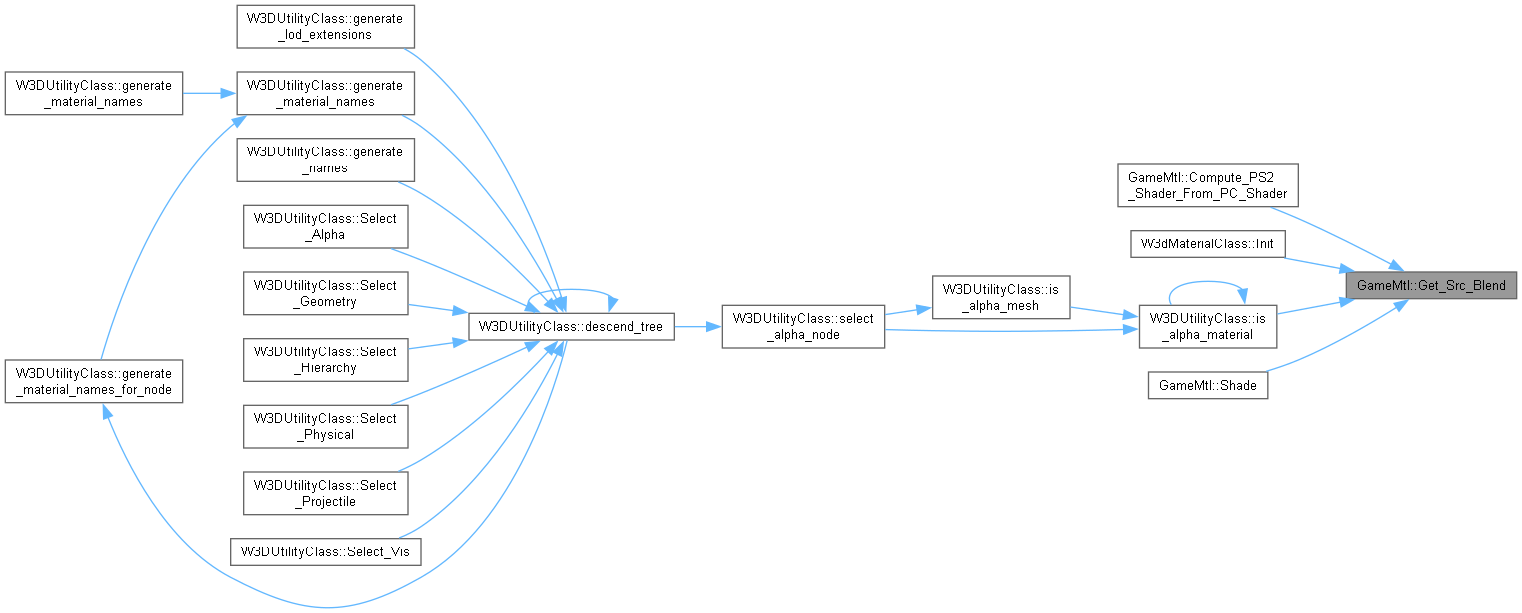 W3DUtilityClass::generate
_lod_extensions
W3DUtilityClass::generate
_material_names
W3DUtilityClass::generate
_material_names
W3DUtilityClass::generate
_names
W3DUtilityClass::Select
_Alpha
W3DUtilityClass::Select
_Geometry
W3DUtilityClass::Select
_Hierarchy
W3DUtilityClass::generate
_material_names_for_node
W3DUtilityClass::Select
_Physical
W3DUtilityClass::Select
_Projectile
W3DUtilityClass::Select_Vis
W3DUtilityClass::descend_tree
W3DUtilityClass::select
_alpha_node
W3DUtilityClass::is
_alpha_mesh
GameMtl::Compute_PS2
_Shader_From_PC_Shader
W3dMaterialClass::Init
W3DUtilityClass::is
_alpha_material
GameMtl::Shade
GameMtl::Get_Src_Blend